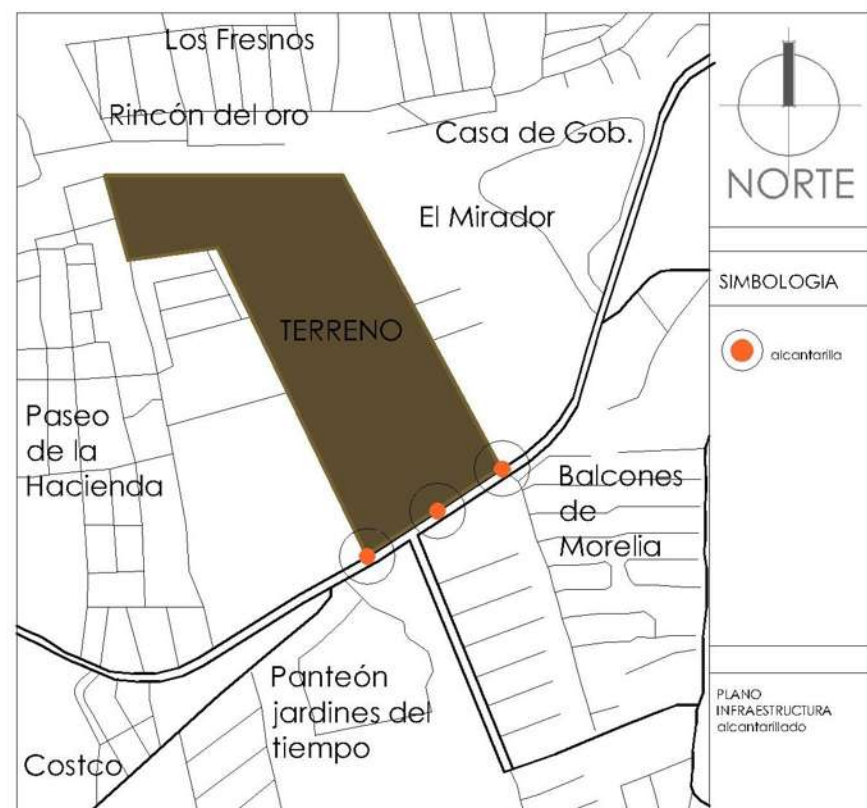 Los Fresnos
Rincón del oro
Casa de Gob.
El Mirador
TERRENO
Paseo
de la
Hacienda
Balcones
de
Morelia
Panteón
jardines del
tiempo
Costco
NORTE
SIMBOLOGIA
alcantarilla
PLANO
INFRAESTRUCTURA
alcantarillado